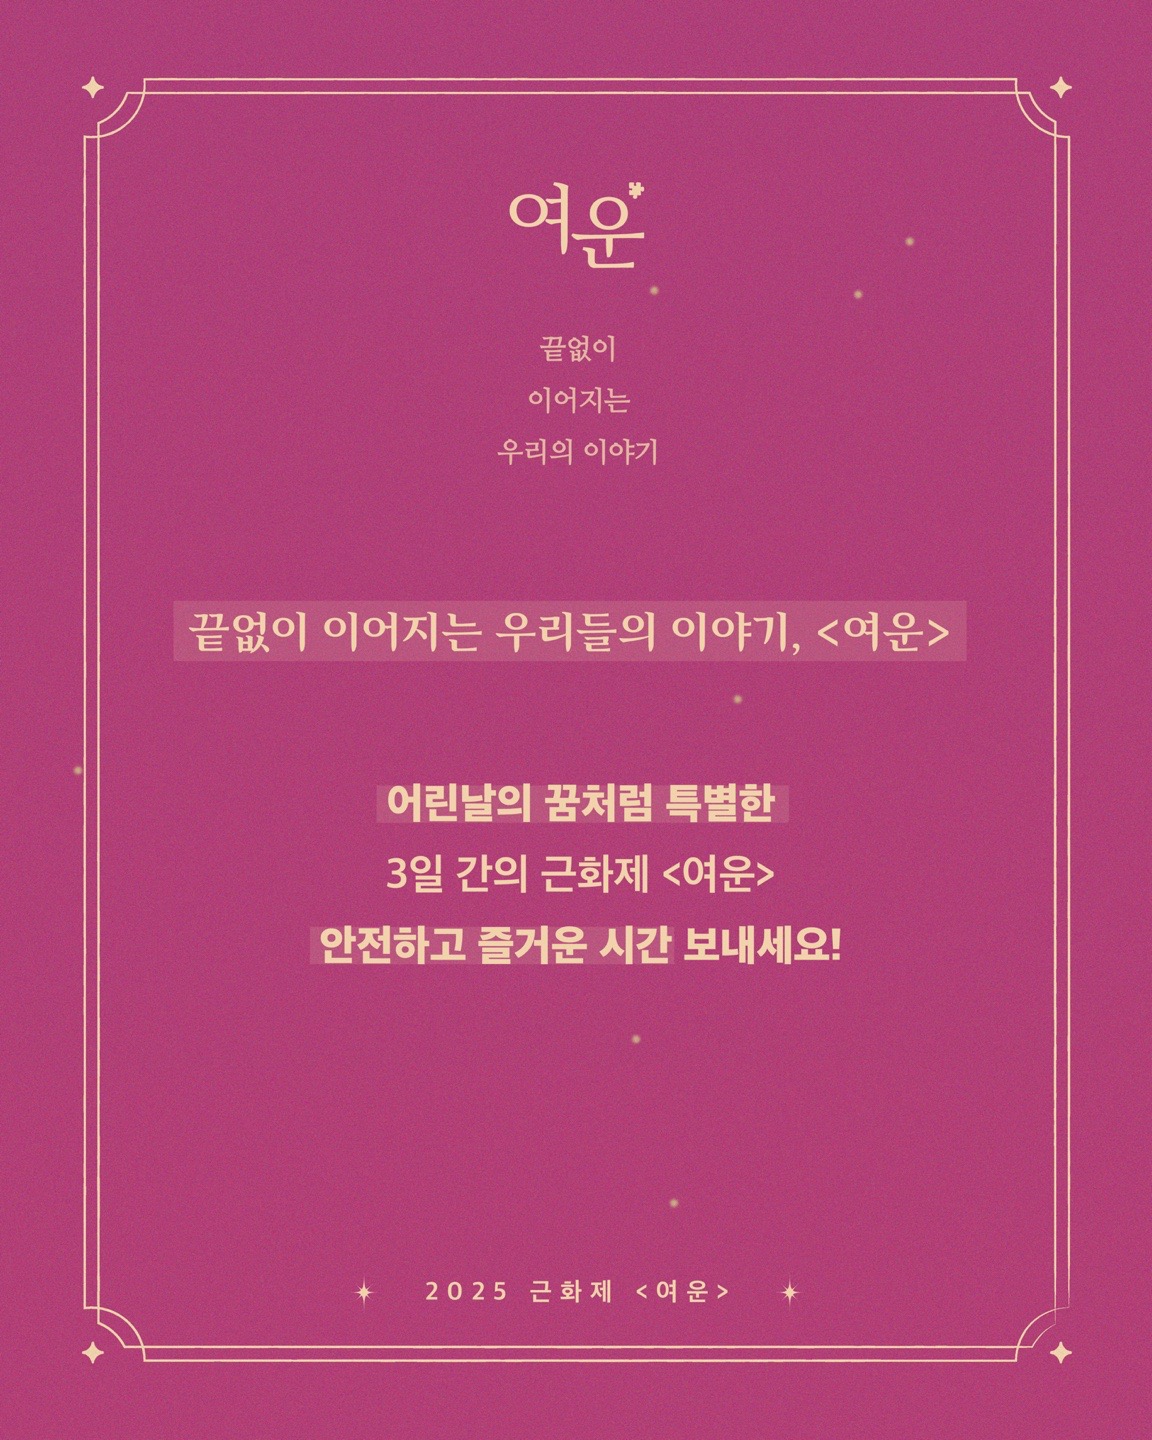 여운
끝없이
이어지는
우리의 이야기
끝없이 이어지는 우리들의 이야기, <여운>
어린날의 꿈처럼 특별한
3일 간의 근화제 <여운>
안전하고 즐거운 시간 보내세요!
2025 근화제 <여운>